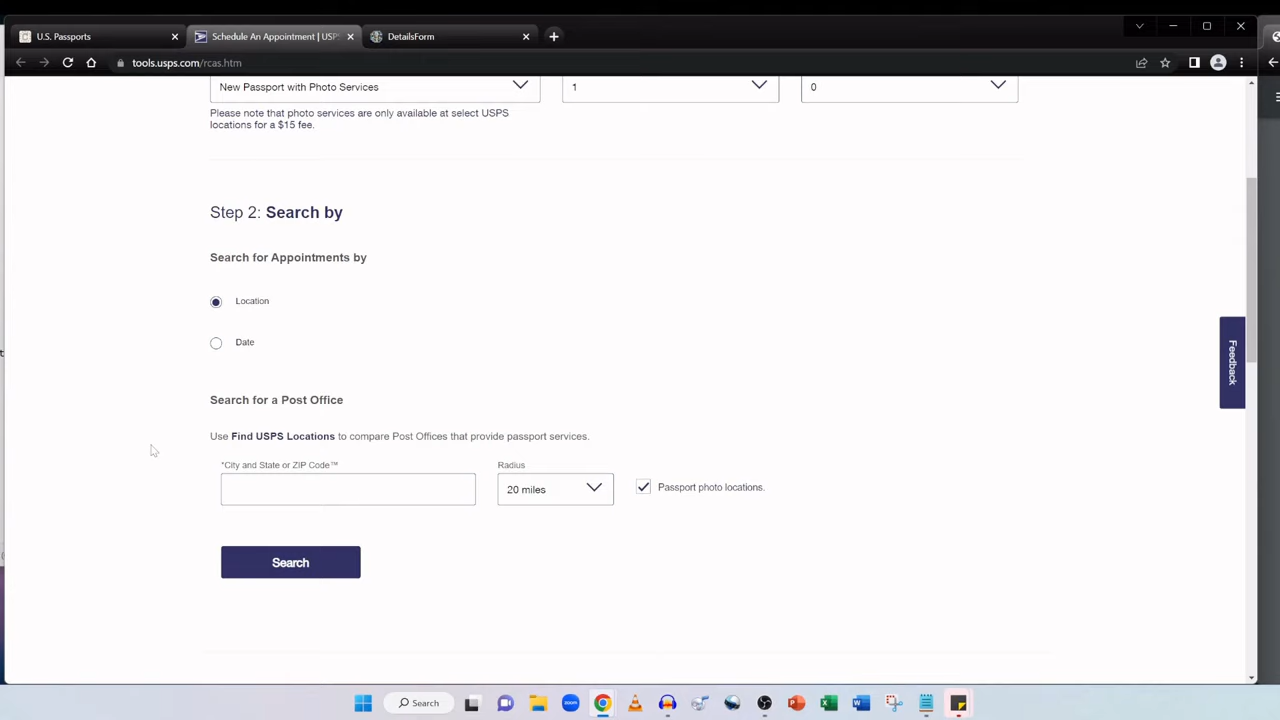 U.S. Passports
Schedule An Appointment | USPS
DetailsForm
tools.usps.com/rcas.htm
New Passport with Photo Services
1
0
Please note that photo services are only available at select USPS
locations for a $15 fee.
Step 2: Search by
Search for Appointments by
Location
Date
Feedback
Search for a Post Office
Use Find USPS Locations to compare Post Offices that provide passport services.
*City and State or ZIP Code™
Radius
20 miles
Passport photo locations.
Search
Search